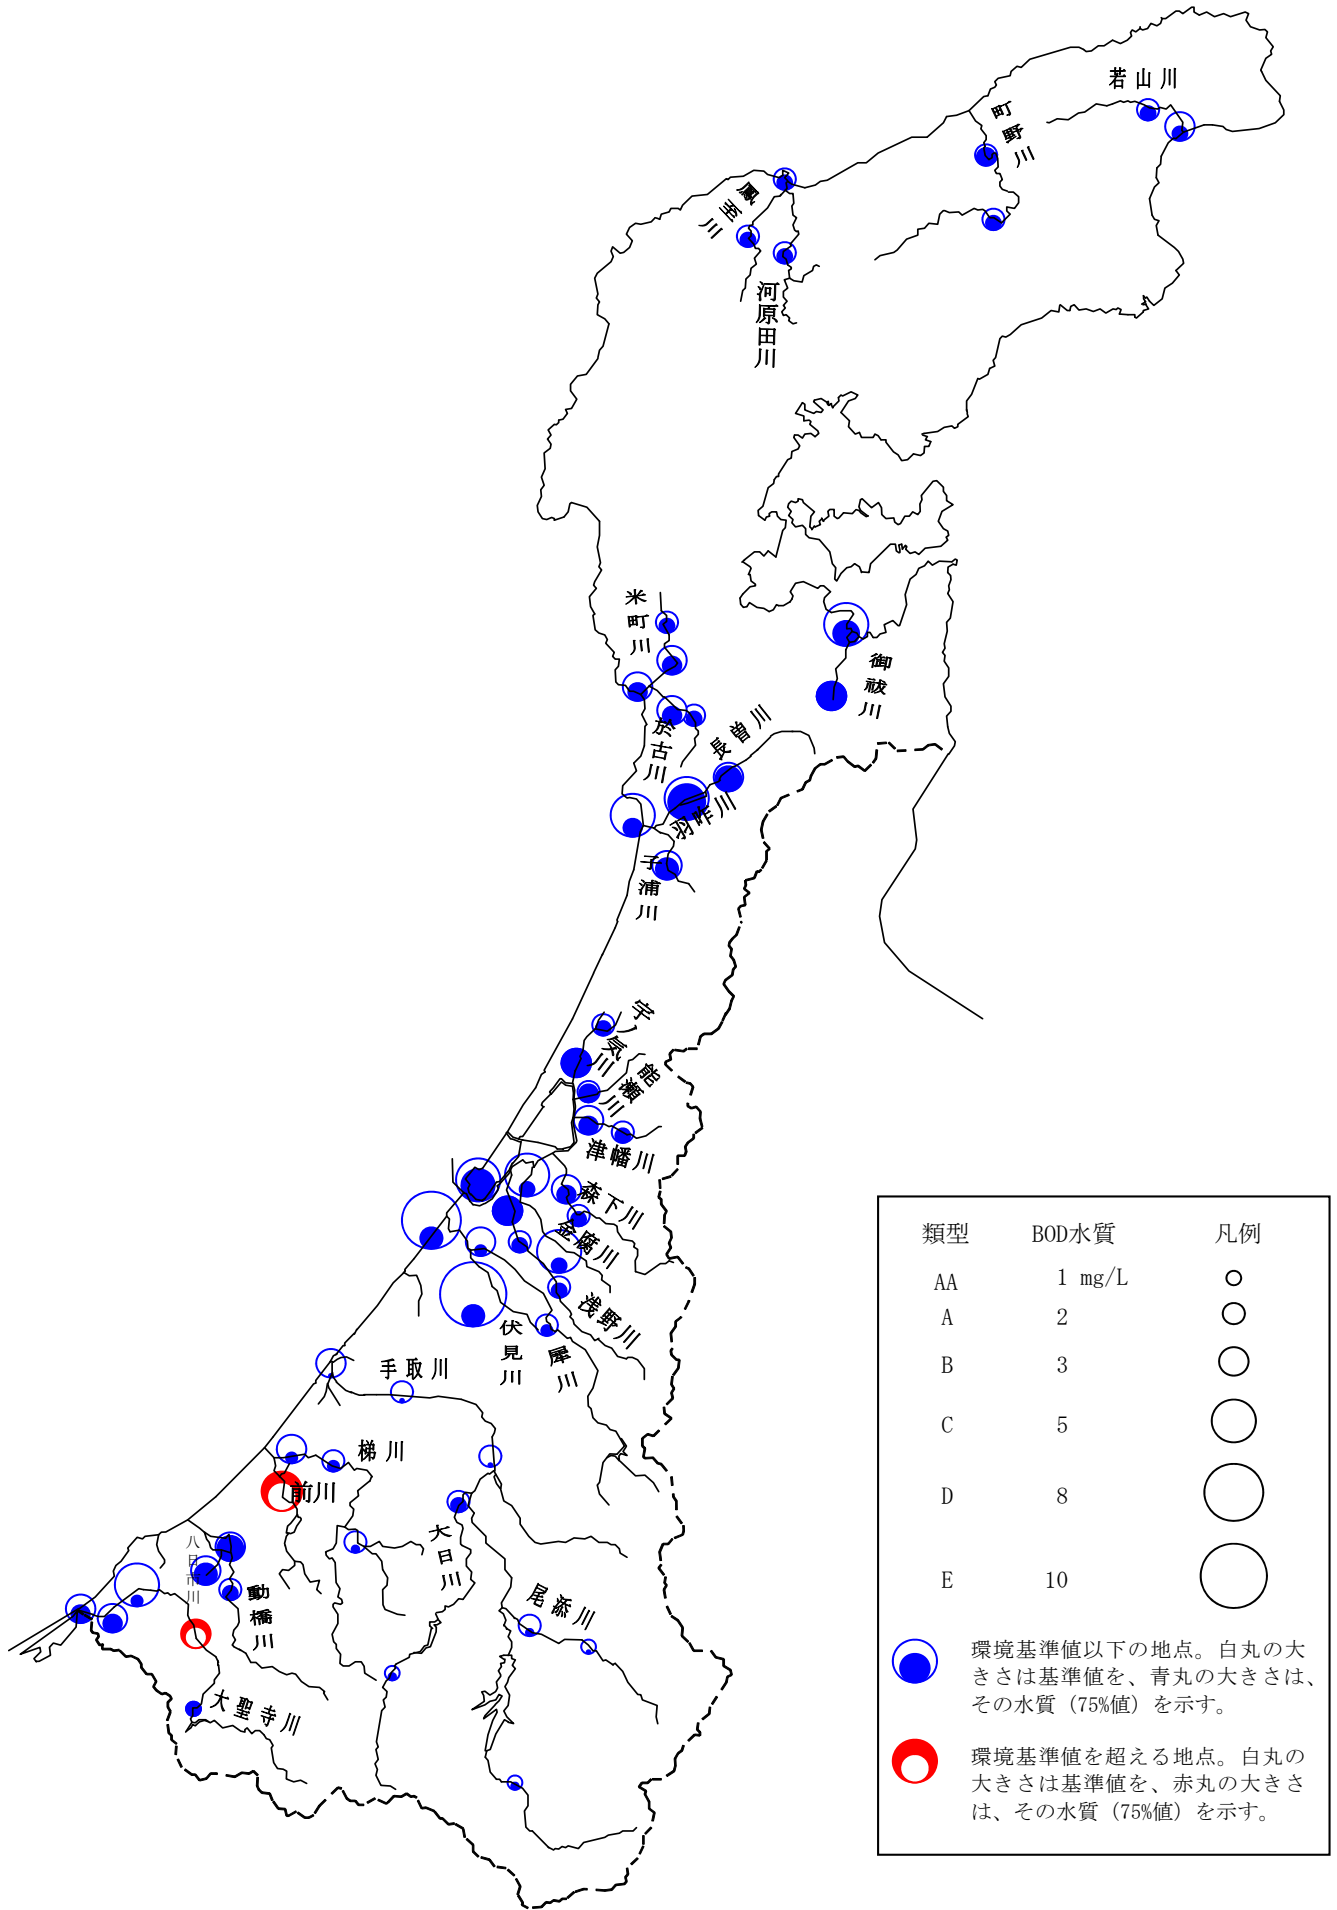 若山川
町野川
鳳至川
河原田川
米町川
御祓川
於古川
長曽川
羽咋川
子浦川
宇ノ気川
能瀬川
津幡川
森下川
金腐川
浅野川
犀川
伏見川
手取川
梯川
前川
八日市川
動橋川
大日川
尾添川
大聖寺川
類型 BOD水質 凡例
AA 1 mg/L
A 2
B 3
C 5
D 8
E 10
環境基準値以下の地点。白丸の大
きさは基準値を、青丸の大きさは、
その水質（75%値）を示す。
環境基準値を超える地点。白丸の
大きさは基準値を、赤丸の大きさ
は、その水質（75%値）を示す。